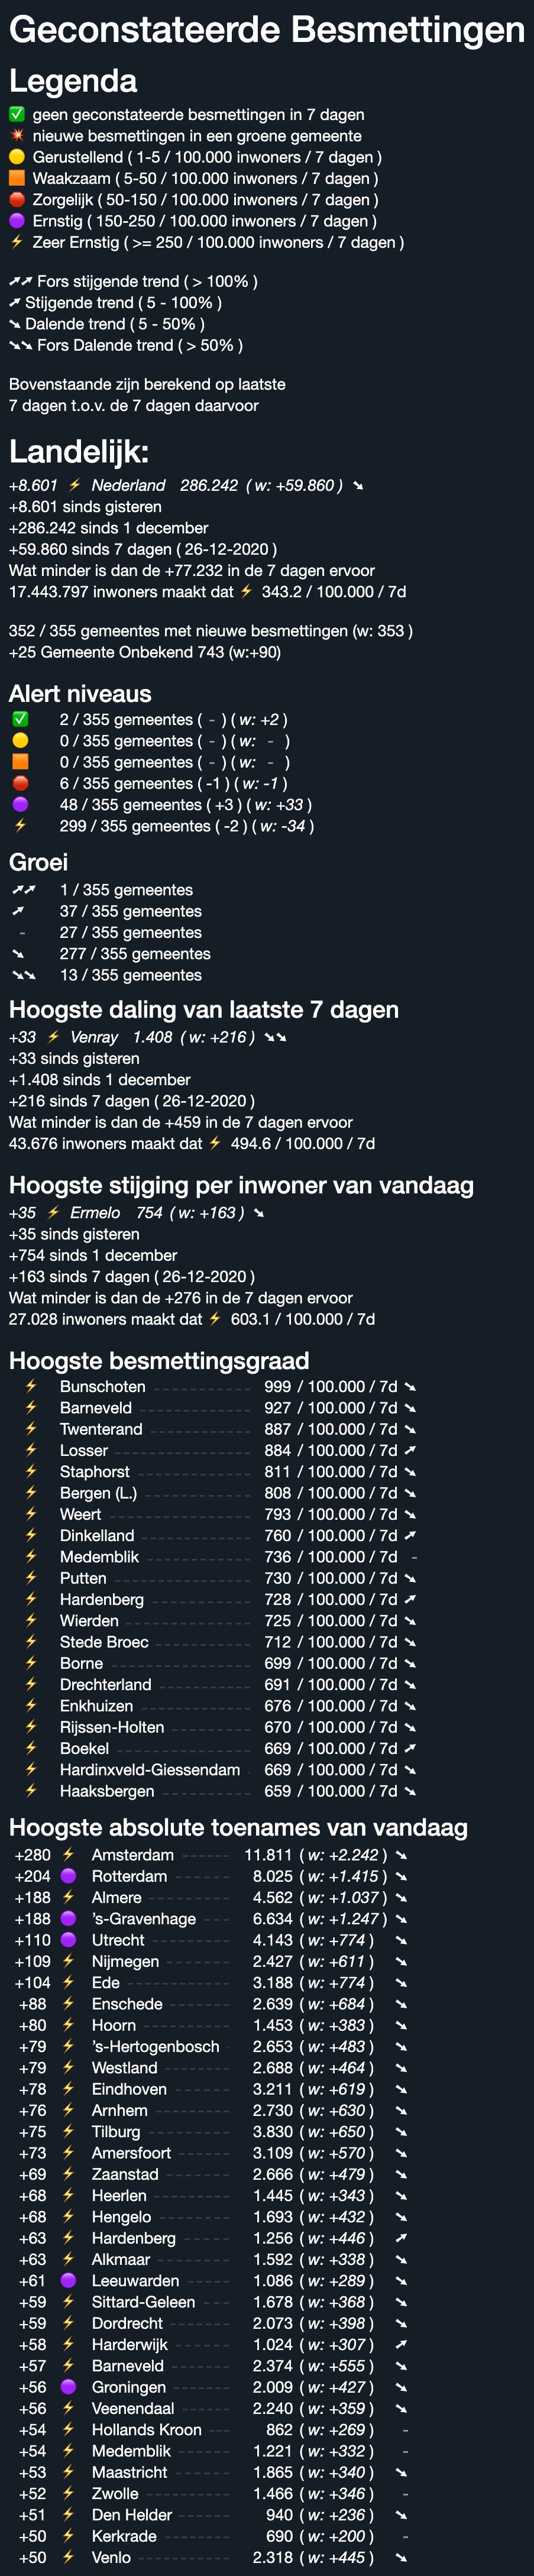 Geconstateerde Besmettingen
Legenda
✅ geen geconstateerde besmettingen in 7 dagen
💥 nieuwe besmettingen in een groene gemeente
🟡 Gerustellend ( 1-5 / 100.000 inwoners / 7 dagen )
🟧 Waakzaam ( 5-50 / 100.000 inwoners / 7 dagen )
🛑 Zorgelijk ( 50-150 / 100.000 inwoners / 7 dagen )
🟣 Ernstig ( 150-250 / 100.000 inwoners / 7 dagen )
⚡ Zeer Ernstig ( >= 250 / 100.000 inwoners / 7 dagen )
➚➚ Fors stijgende trend ( > 100% )
➚ Stijgende trend ( 5 - 100% )
➘ Dalende trend ( 5 - 50% )
➘➘ Fors Dalende trend ( > 50% )
Bovenstaande zijn berekend op laatste
7 dagen t.o.v. de 7 dagen daarvoor
Landelijk:
+8.601 ⚡ Nederland 286.242 ( w: +59.860 ) ➘
+8.601 sinds gisteren
+286.242 sinds 1 december
+59.860 sinds 7 dagen ( 26-12-2020 )
Wat minder is dan de +77.232 in de 7 dagen ervoor
17.443.797 inwoners maakt dat ⚡ 343.2 / 100.000 / 7d
352 / 355 gemeentes met nieuwe besmettingen (w: 353 )
+25 Gemeente Onbekend 743 (w:+90)
Alert niveaus
✅ 2 / 355 gemeentes ( - ) ( w: +2 )
🟡 0 / 355 gemeentes ( - ) ( w: - )
🟧 0 / 355 gemeentes ( - ) ( w: - )
🛑 6 / 355 gemeentes ( -1 ) ( w: -1 )
🟣 48 / 355 gemeentes ( +3 ) ( w: +33 )
⚡ 299 / 355 gemeentes ( -2 ) ( w: -34 )
Groei
➚➚ 1 / 355 gemeentes
➚ 37 / 355 gemeentes
- 27 / 355 gemeentes
➘ 277 / 355 gemeentes
➘➘ 13 / 355 gemeentes
Hoogste daling van laatste 7 dagen
+33 ⚡ Venray 1.408 ( w: +216 ) ➘➘
+33 sinds gisteren
+1.408 sinds 1 december
+216 sinds 7 dagen ( 26-12-2020 )
Wat minder is dan de +459 in de 7 dagen ervoor
43.676 inwoners maakt dat ⚡ 494.6 / 100.000 / 7d
Hoogste stijging per inwoner van vandaag
+35 ⚡ Ermelo 754 ( w: +163 ) ➘
+35 sinds gisteren
+754 sinds 1 december
+163 sinds 7 dagen ( 26-12-2020 )
Wat minder is dan de +276 in de 7 dagen ervoor
27.028 inwoners maakt dat ⚡ 603.1 / 100.000 / 7d
Hoogste besmettingsgraad
⚡ Bunschoten 999 / 100.000 / 7d ➘
⚡ Barneveld 927 / 100.000 / 7d ➘
⚡ Twenterand 887 / 100.000 / 7d ➘
⚡ Losser 884 / 100.000 / 7d ➚
⚡ Staphorst 811 / 100.000 / 7d ➘
⚡ Bergen (L.) 808 / 100.000 / 7d ➘
⚡ Weert 793 / 100.000 / 7d ➘
⚡ Dinkelland 760 / 100.000 / 7d ➚
⚡ Medemblik 736 / 100.000 / 7d -
⚡ Putten 730 / 100.000 / 7d ➘
⚡ Hardenberg 728 / 100.000 / 7d ➚
⚡ Wierden 725 / 100.000 / 7d ➘
⚡ Stede Broec 712 / 100.000 / 7d ➘
⚡ Borne 699 / 100.000 / 7d ➘
⚡ Drechterland 691 / 100.000 / 7d ➘
⚡ Enkhuizen 676 / 100.000 / 7d ➘
⚡ Rijssen-Holten 670 / 100.000 / 7d ➘
⚡ Boekel 669 / 100.000 / 7d ➚
⚡ Hardinxveld-Giessendam 669 / 100.000 / 7d ➘
⚡ Haaksbergen 659 / 100.000 / 7d ➘
Hoogste absolute toenames van vandaag
+280 ⚡ Amsterdam 11.811 ( w: +2.242 ) ➘
+204 🟣 Rotterdam 8.025 ( w: +1.415 ) ➘
+188 ⚡ Almere 4.562 ( w: +1.037 ) ➘
+188 🟣 's-Gravenhage 6.634 ( w: +1.247 ) ➘
+110 🟣 Utrecht 4.143 ( w: +774 ) ➘
+109 ⚡ Nijmegen 2.427 ( w: +611 ) ➘
+104 ⚡ Ede 3.188 ( w: +774 ) ➘
+88 ⚡ Enschede 2.639 ( w: +684 ) ➘
+80 ⚡ Hoorn 1.453 ( w: +383 ) ➘
+79 ⚡ 's-Hertogenbosch 2.653 ( w: +483 ) ➘
+79 ⚡ Westland 2.688 ( w: +464 ) ➘
+78 ⚡ Eindhoven 3.211 ( w: +619 ) ➘
+76 ⚡ Arnhem 2.730 ( w: +630 ) ➘
+75 ⚡ Tilburg 3.830 ( w: +650 ) ➘
+73 ⚡ Amersfoort 3.109 ( w: +570 ) ➘
+69 ⚡ Zaanstad 2.666 ( w: +479 ) ➘
+68 ⚡ Heerlen 1.445 ( w: +343 ) ➘
+68 ⚡ Hengelo 1.693 ( w: +432 ) ➘
+63 ⚡ Hardenberg 1.256 ( w: +446 ) ➚
+63 ⚡ Alkmaar 1.592 ( w: +338 ) ➘
+61 🟣 Leeuwarden 1.086 ( w: +289 ) ➘
+59 ⚡ Sittard-Geleen 1.678 ( w: +368 ) ➘
+59 ⚡ Dordrecht 2.073 ( w: +398 ) ➘
+58 ⚡ Harderwijk 1.024 ( w: +307 ) ➚
+57 ⚡ Barneveld 2.374 ( w: +555 ) ➘
+56 🟣 Groningen 2.009 ( w: +427 ) ➘
+56 ⚡ Veenendaal 2.240 ( w: +359 ) ➘
+54 ⚡ Hollands Kroon 862 ( w: +269 ) -
+54 ⚡ Medemblik 1.221 ( w: +332 ) -
+53 ⚡ Maastricht 1.865 ( w: +340 ) ➘
+52 ⚡ Zwolle 1.466 ( w: +346 ) -
+51 ⚡ Den Helder 940 ( w: +236 ) ➘
+50 ⚡ Kerkrade 690 ( w: +200 ) -
+50 ⚡ Venlo 2.318 ( w: +445 ) ➘